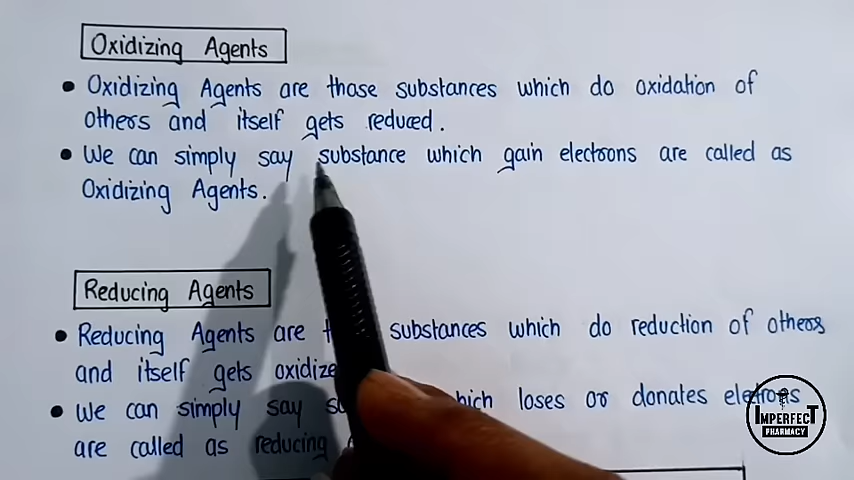 Oxidizing Agents
• Oxidizing Agents are those substances which do oxidation of
others and itself gets reduced.
• We can simply say substance which gain electrons are called as
Oxidizing Agents.
Reducing Agents
• Reducing Agents are substances which do reduction of others
and itself gets
• We can simply say which loses or donates eletrons
are called as reducing
IMPERFECT
PHARMACY